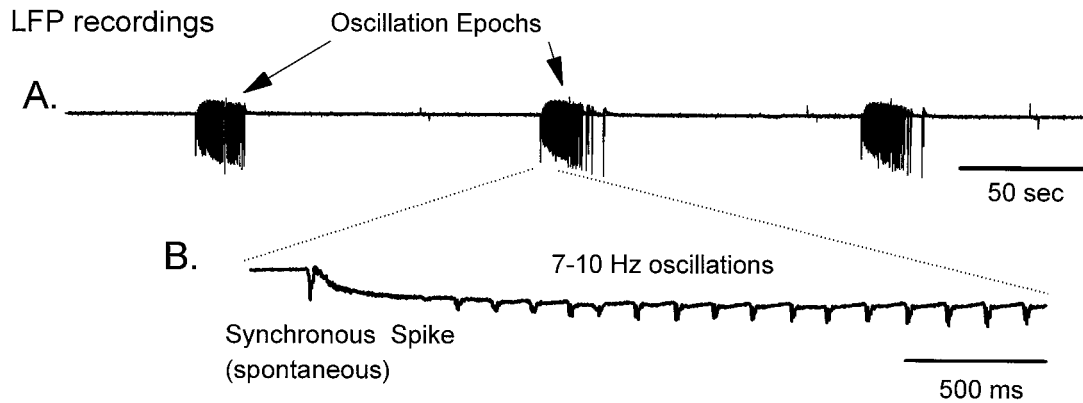 LFP recordings
Oscillation Epochs
A.
50 sec
B.
7-10 Hz oscillations
Synchronous Spike
(spontaneous)
500 ms